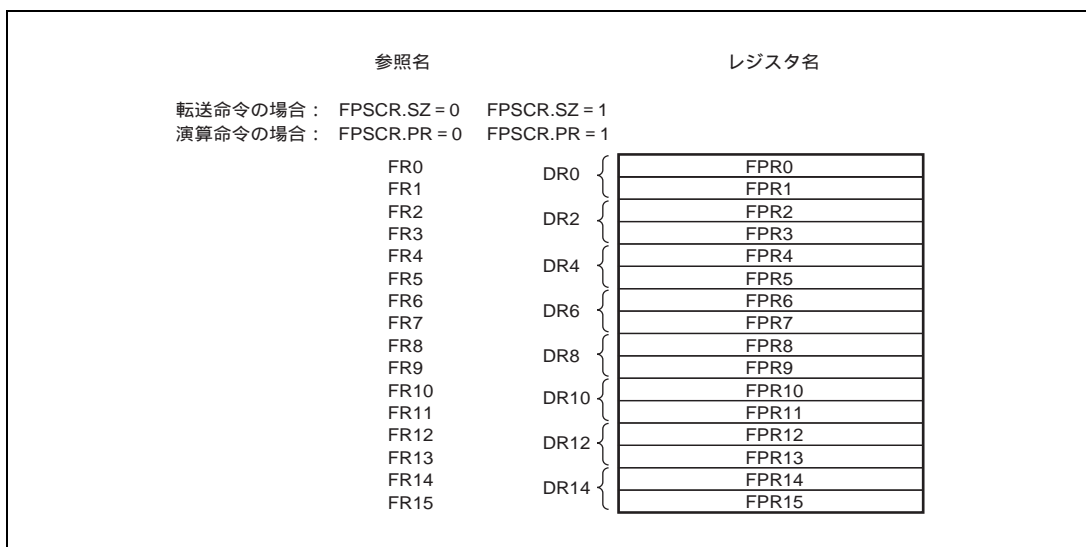 参照名 レジスタ名
転送命令の場合： FPSCR.SZ = 0 FPSCR.SZ = 1
演算命令の場合： FPSCR.PR = 0 FPSCR.PR = 1
FR0 DR0 FPR0
FR1 FPR1
FR2 DR2 FPR2
FR3 FPR3
FR4 DR4 FPR4
FR5 FPR5
FR6 DR6 FPR6
FR7 FPR7
FR8 DR8 FPR8
FR9 FPR9
FR10 DR10 FPR10
FR11 FPR11
FR12 DR12 FPR12
FR13 FPR13
FR14 DR14 FPR14
FR15 FPR15